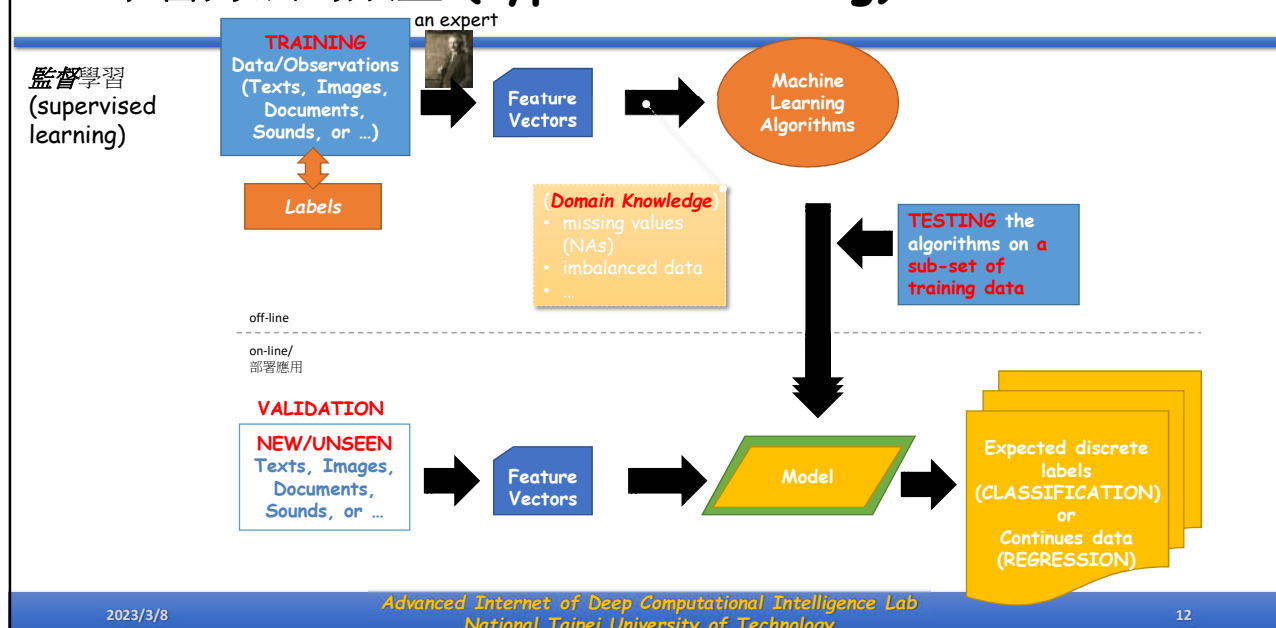 an expert
監督學習
(supervised
learning)
TRAINING
Data/Observations
(Texts, Images,
Documents,
Sounds, or …)
Labels
Feature
Vectors
Machine
Learning
Algorithms
(Domain Knowledge)
• missing values
(NAs)
• imbalanced data
• …
TESTING the
algorithms on a
sub-set of
training data
off-line
on-line/
部署應用
VALIDATION
NEW/UNSEEN
Texts, Images,
Documents,
Sounds, or …
Feature
Vectors
Model
Expected discrete
labels
(CLASSIFICATION)
or
Continues data
(REGRESSION)
2023/3/8
Advanced Internet of Deep Computational Intelligence Lab
National Taipei University of Technology
12